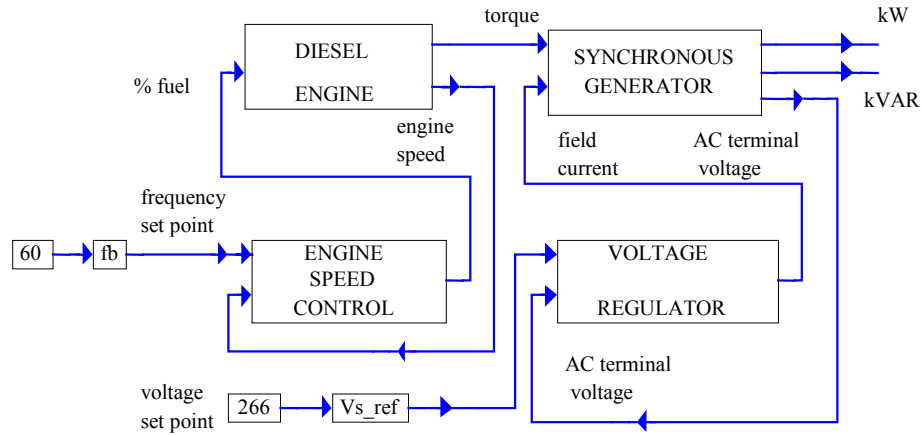 torque
kW
DIESEL
ENGINE
SYNCHRONOUS
GENERATOR
% fuel
kVAR
engine
speed
field
current
AC terminal
voltage
frequency
set point
60
fb
ENGINE
SPEED
CONTROL
VOLTAGE
REGULATOR
AC terminal
voltage
voltage
set point
266
Vs_ref